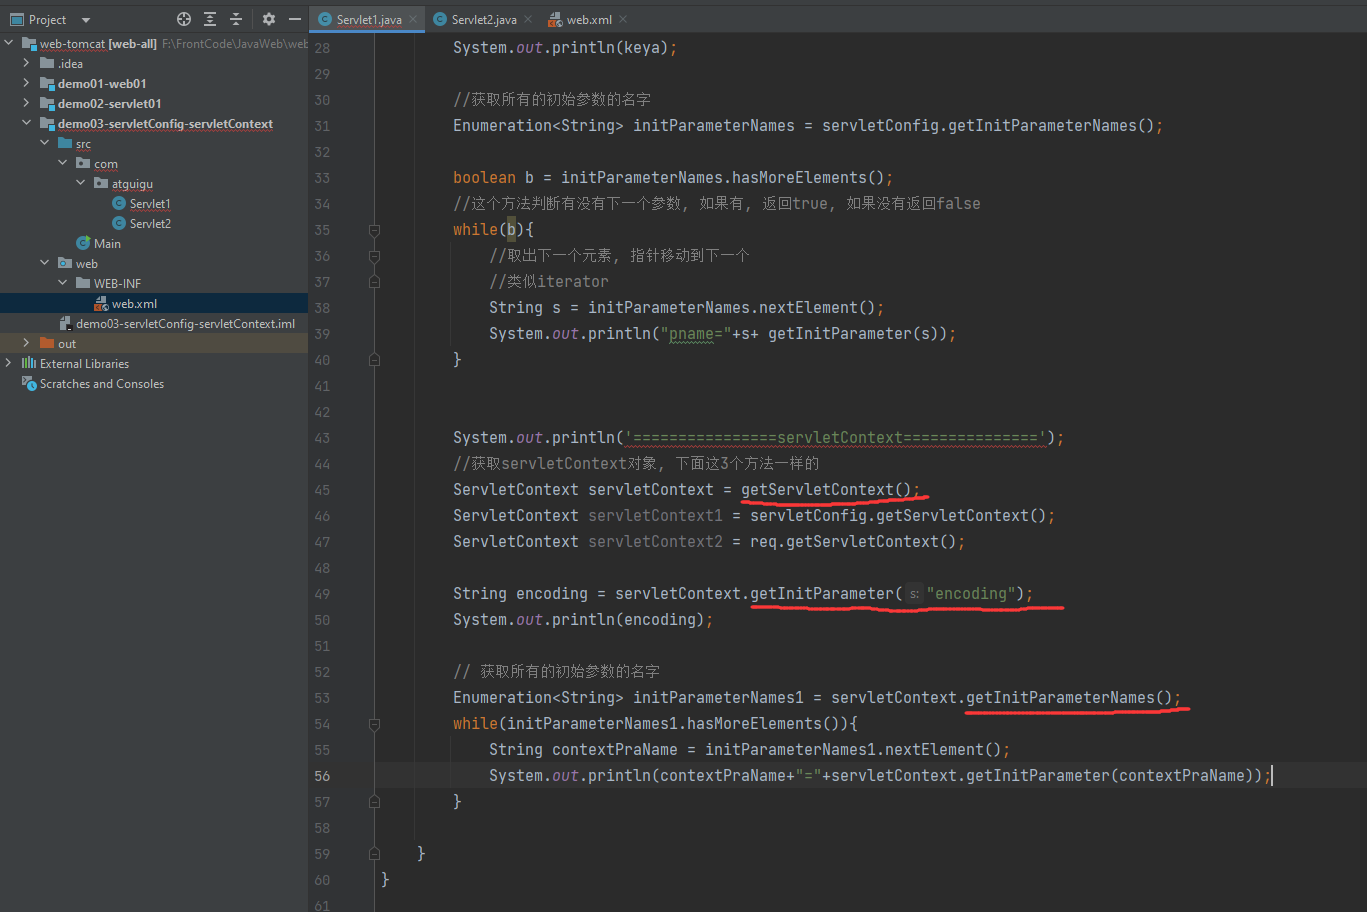 Project
Servlet1.java
Servlet2.java
web.xml
web-tomcat [web-all] F:\FrontCode\JavaWeb\web
.idea
demo01-web01
demo02-servlet01
demo03-servletConfig-servletContext
src
com
atguigu
Servlet1
Servlet2
Main
web
WEB-INF
web.xml
demo03-servletConfig-servletContext.iml
out
External Libraries
Scratches and Consoles
28 System.out.println(keya);
29
30 //获取所有的初始参数的名字
31 Enumeration<String> initParameterNames = servletConfig.getInitParameterNames();
32
33 boolean b = initParameterNames.hasMoreElements();
34 //这个方法判断有没有下一个参数, 如果有, 返回true, 如果没有返回false
35 while(b){
36 //取出下一个元素, 指针移动到下一个
37 //类似iterator
38 String s = initParameterNames.nextElement();
39 System.out.println("pname="+s+ getInitParameter(s));
40 }
41
42
43 System.out.println('================servletContext===============');
44 //获取servletContext对象, 下面这3个方法一样的
45 ServletContext servletContext = getServletContext();
46 ServletContext servletContext1 = servletConfig.getServletContext();
47 ServletContext servletContext2 = req.getServletContext();
48
49 String encoding = servletContext.getInitParameter( s: "encoding");
50 System.out.println(encoding);
51
52 // 获取所有的初始参数的名字
53 Enumeration<String> initParameterNames1 = servletContext.getInitParameterNames();
54 while(initParameterNames1.hasMoreElements()){
55 String contextPraName = initParameterNames1.nextElement();
56 System.out.println(contextPraName+"="+servletContext.getInitParameter(contextPraName));
57 }
58
59 }
60 }
61